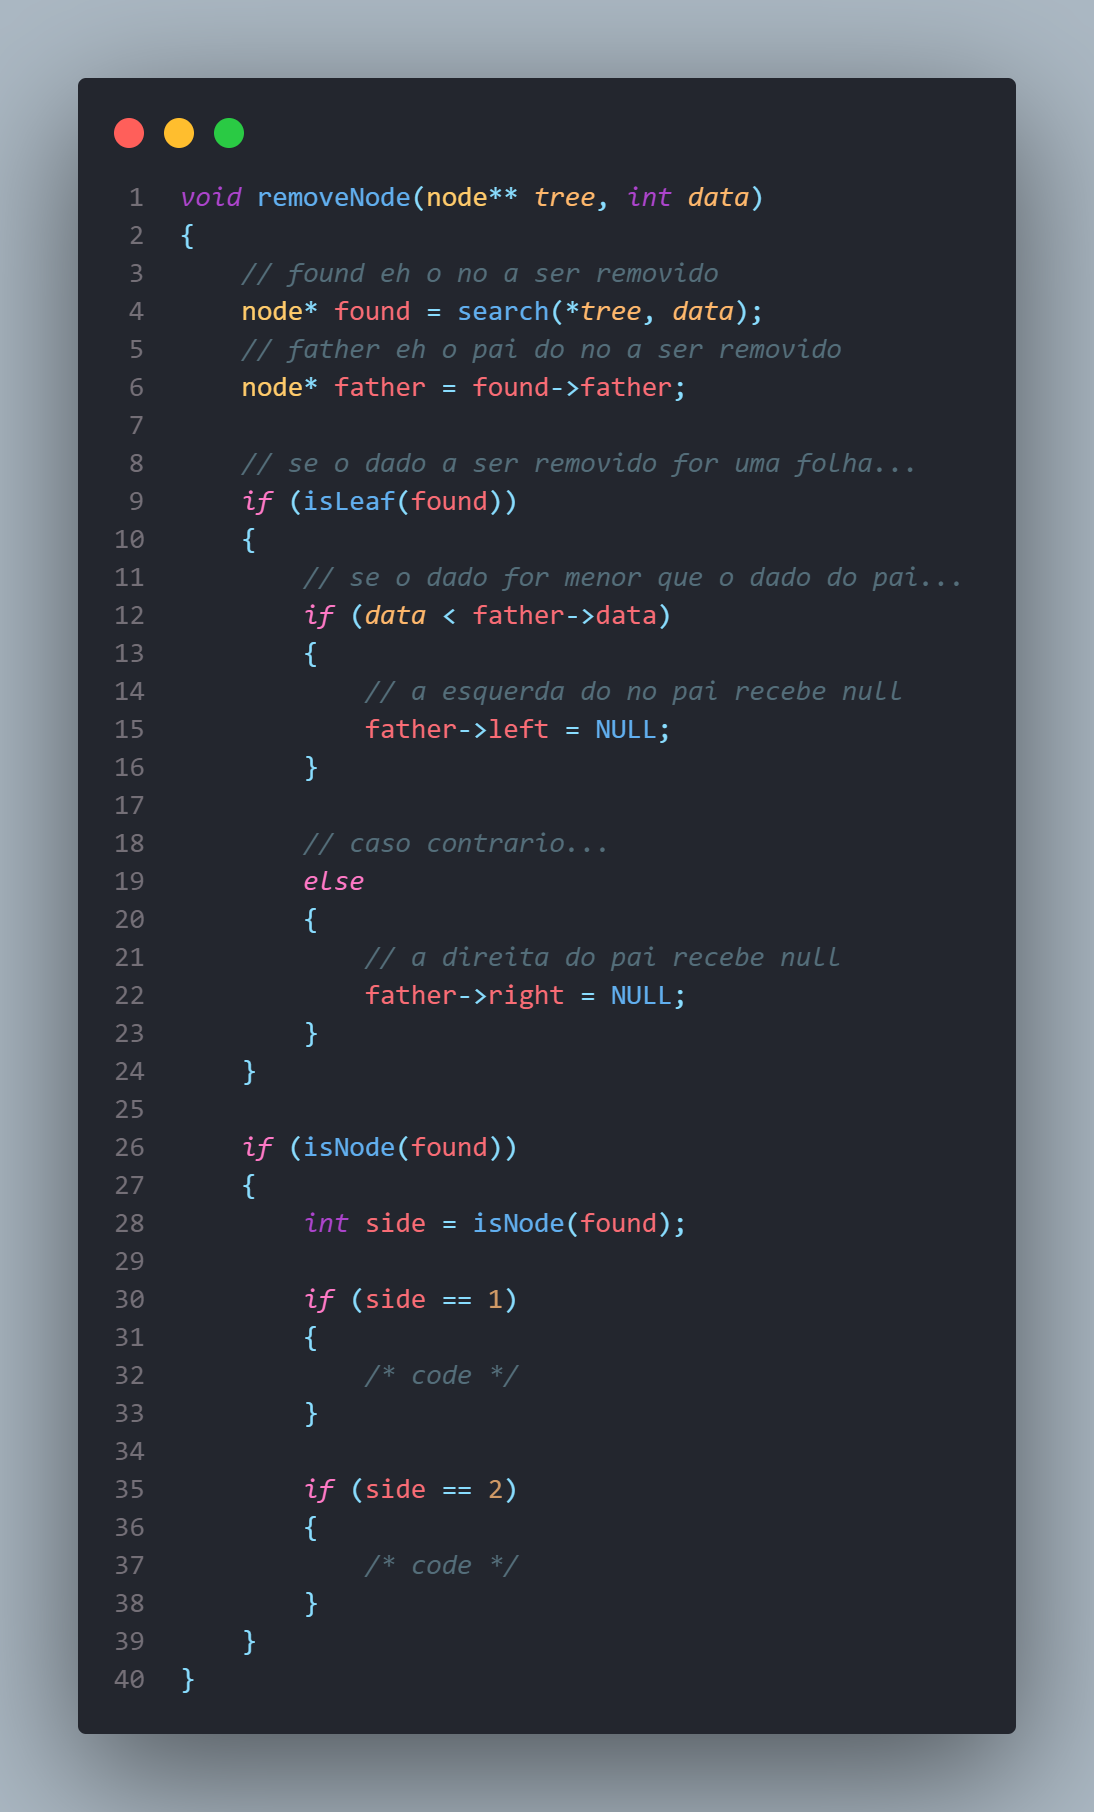 1 void removeNode(node** tree, int data)
2 {
3 // found eh o no a ser removido
4 node* found = search(*tree, data);
5 // father eh o pai do no a ser removido
6 node* father = found->father;
7
8 // se o dado a ser removido for uma folha...
9 if (isLeaf(found))
10 {
11 // se o dado for menor que o dado do pai...
12 if (data < father->data)
13 {
14 // a esquerda do no pai recebe null
15 father->left = NULL;
16 }
17
18 // caso contrario...
19 else
20 {
21 // a direita do pai recebe null
22 father->right = NULL;
23 }
24 }
25
26 if (isNode(found))
27 {
28 int side = isNode(found);
29
30 if (side == 1)
31 {
32 /* code */
33 }
34
35 if (side == 2)
36 {
37 /* code */
38 }
39 }
40 }